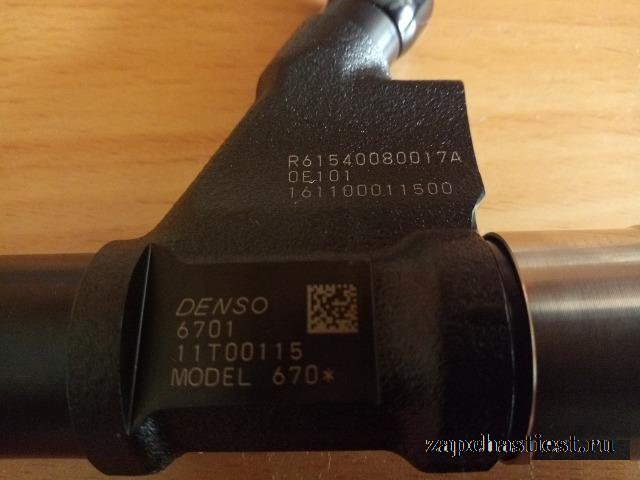 R61540080017A
0E101
161100011500
DENSO
6701
11T00115
MODEL 670*
zapchastiest.ru